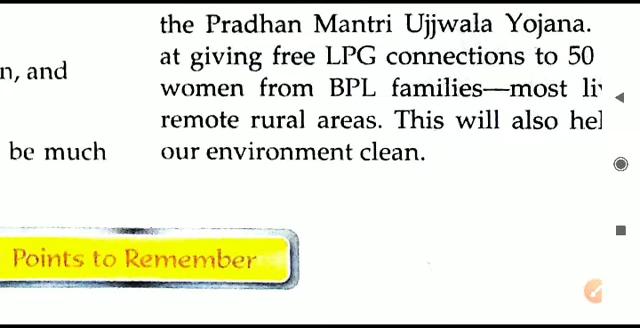 n, and
be much
the Pradhan Mantri Ujjwala Yojana.
at giving free LPG connections to 50
women from BPL families—most
remote rural areas. This will also
our environment clean.
Points to Remember